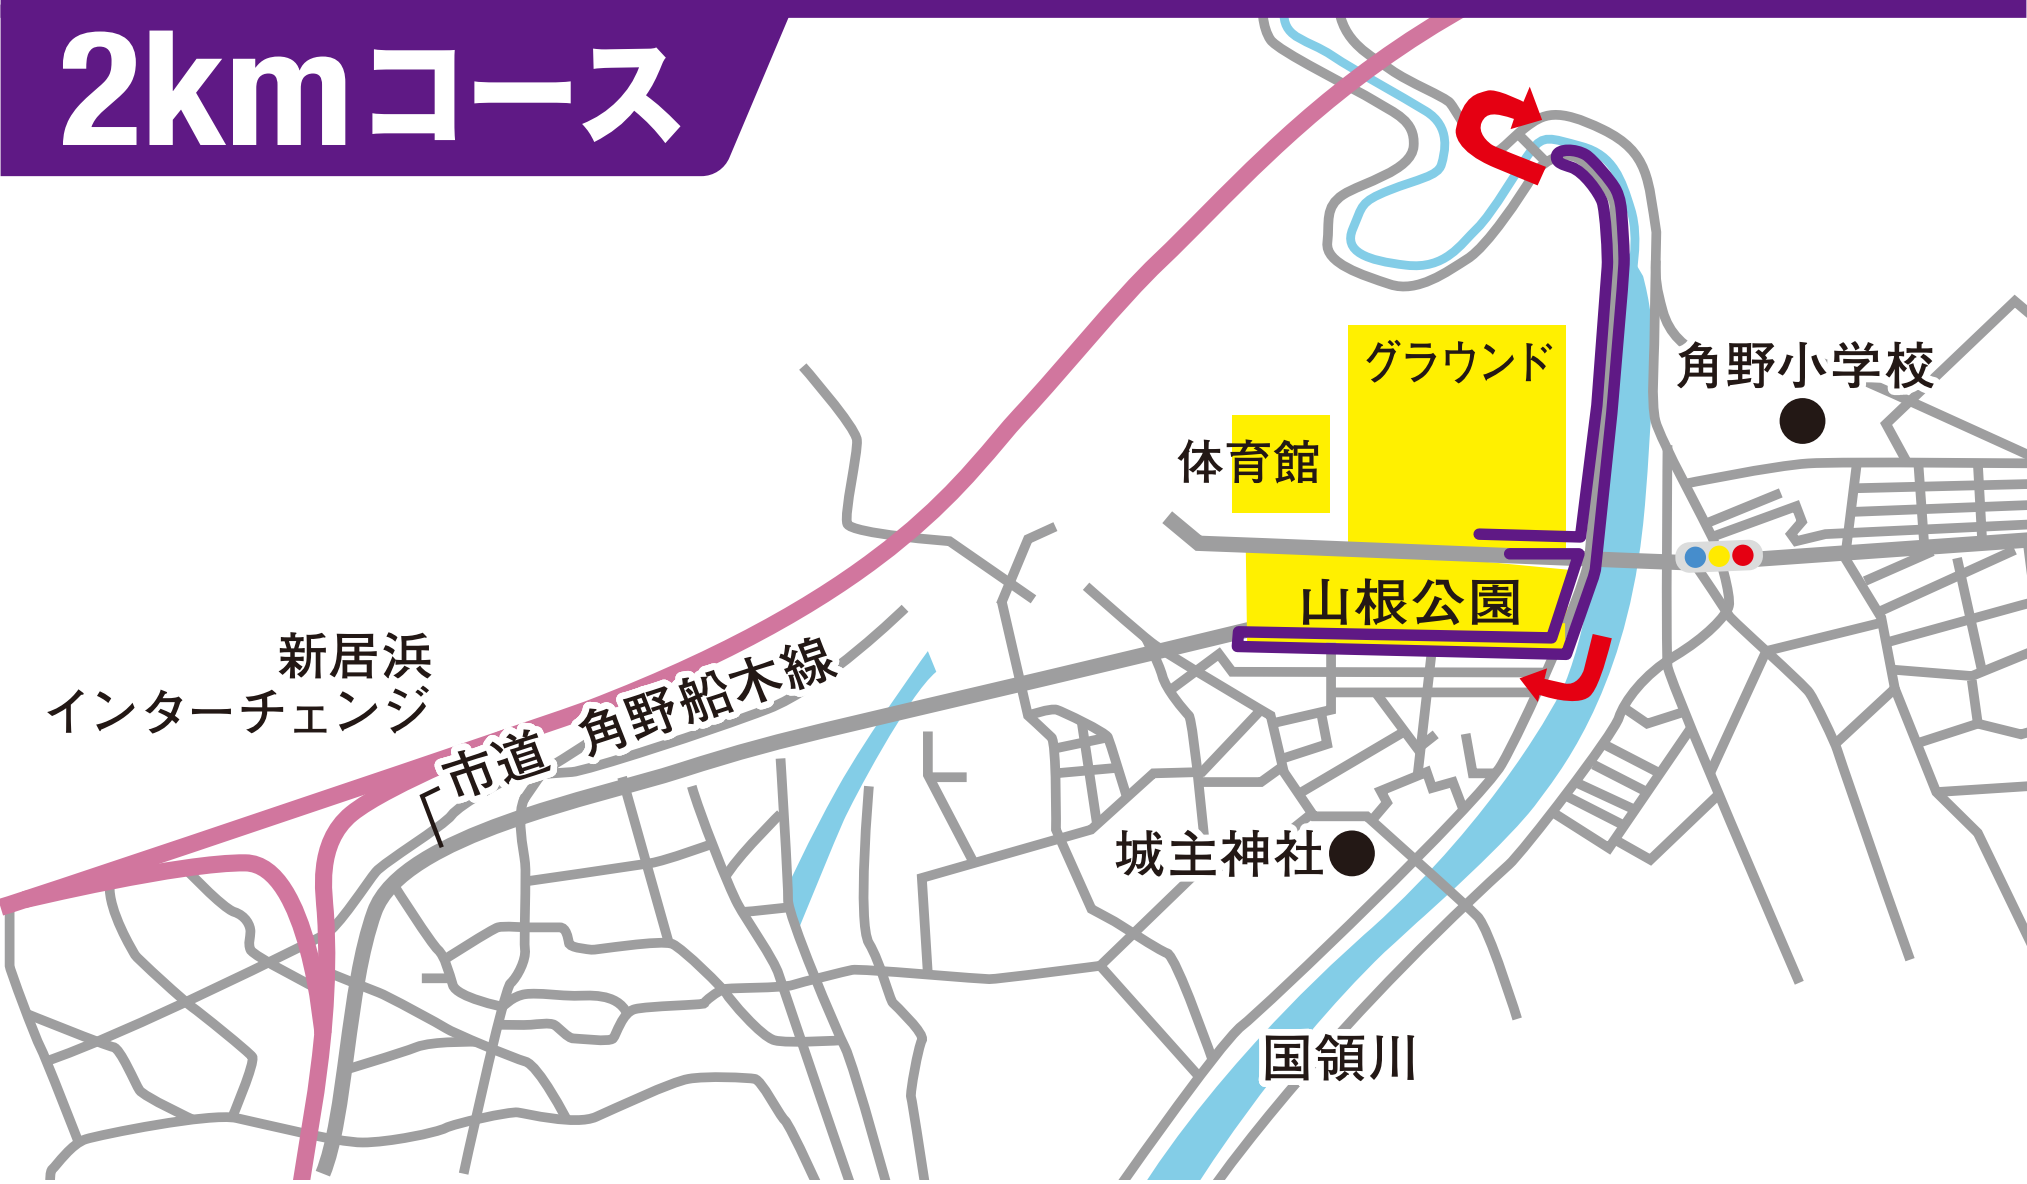 2kmコース
グラウンド
角野小学校
体育館
山根公園
新居浜
インターチェンジ
市道 角野船木線
城主神社
国領川